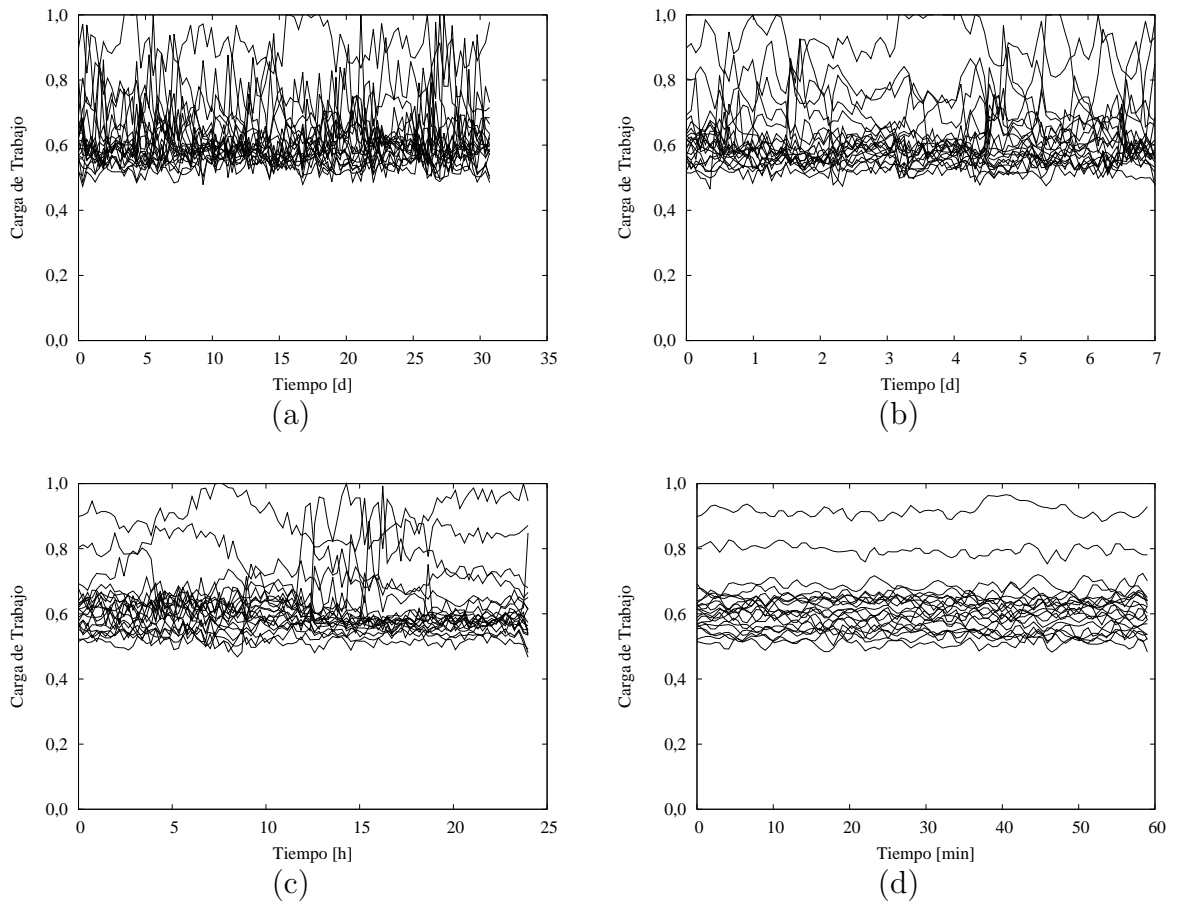 1,0
0,8
0,6
0,4
0,2
0,0
Carga de Trabajo
0 5 10 15 20 25 30 35
Tiempo [d]
(a)
1,0
0,8
0,6
0,4
0,2
0,0
Carga de Trabajo
0 1 2 3 4 5 6 7
Tiempo [d]
(b)
1,0
0,8
0,6
0,4
0,2
0,0
Carga de Trabajo
0 5 10 15 20 25
Tiempo [h]
(c)
1,0
0,8
0,6
0,4
0,2
0,0
Carga de Trabajo
0 10 20 30 40 50 60
Tiempo [min]
(d)